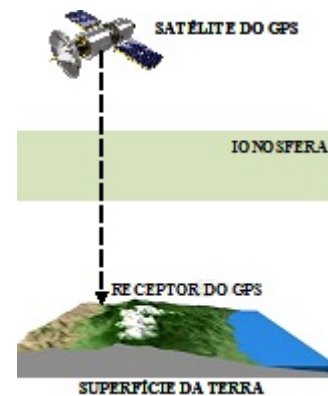 SATÉLITE DO GPS
IONOSFERA
RECEPTOR DO GPS
SUPERFÍCIE DA TERRA